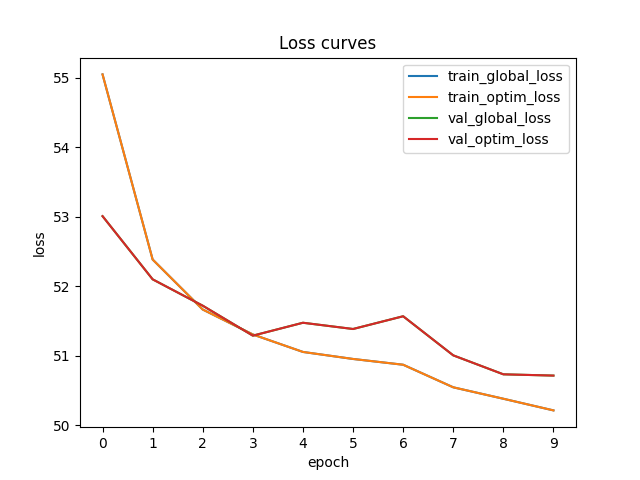 Loss curves
train_global_loss
train_optim_loss
val_global_loss
val_optim_loss
55
54
53
52
51
50
loss
0 1 2 3 4 5 6 7 8 9
epoch